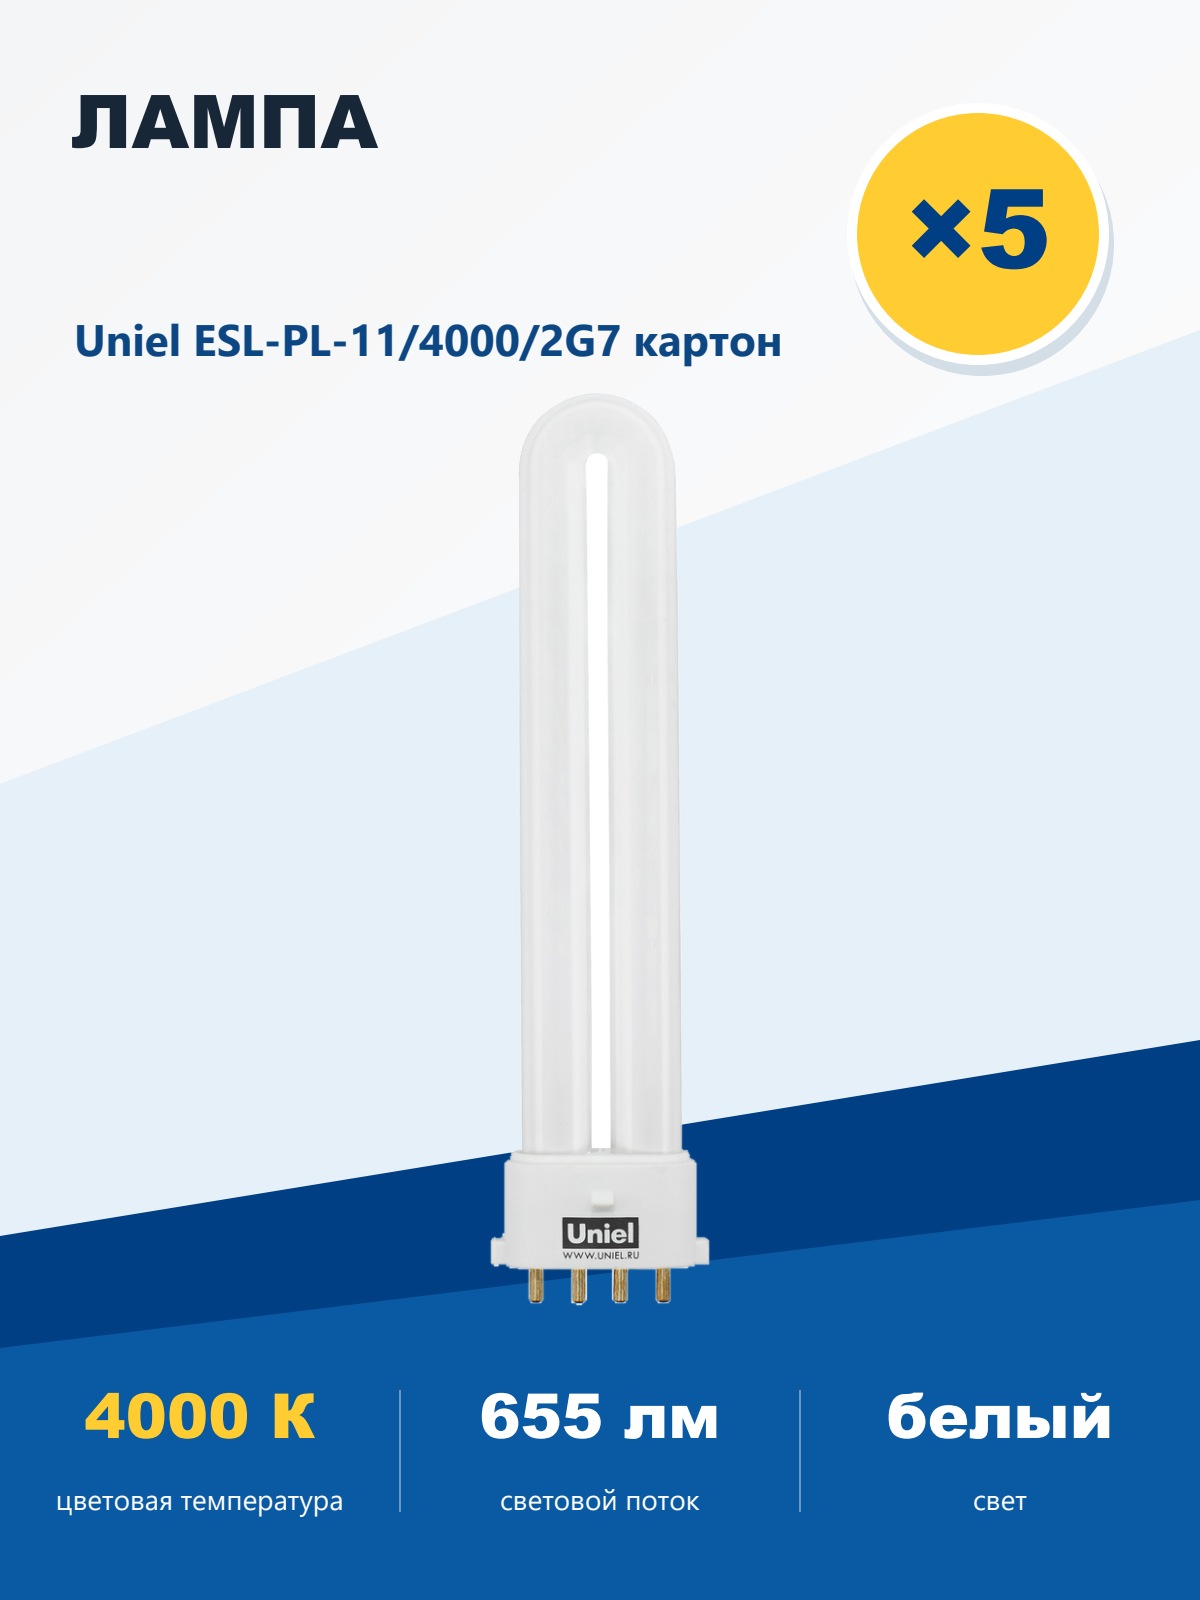 ЛАМПА
×5
Uniel ESL-PL-11/4000/2G7 картон
Uniel
WWW.UNIEL.RU
4000 К
655 лм
белый
цветовая температура
световой поток
свет